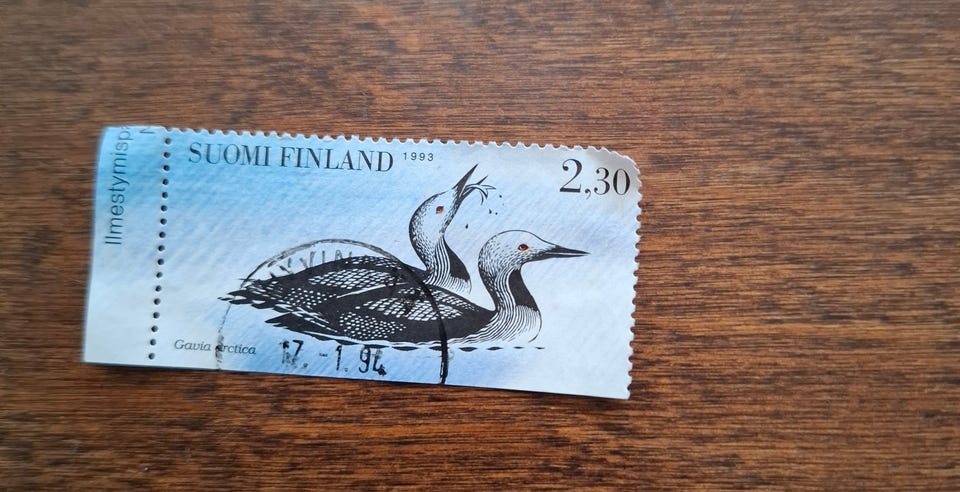 Ilmestymisp
SUOMI FINLAND 1993
2,30
Gavia arctica
17.-1.94